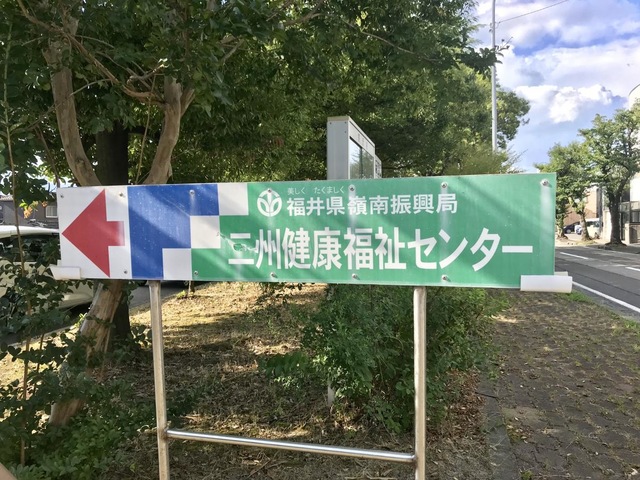 美しく たくましく
福井県嶺南振興局
二州健康福祉センター